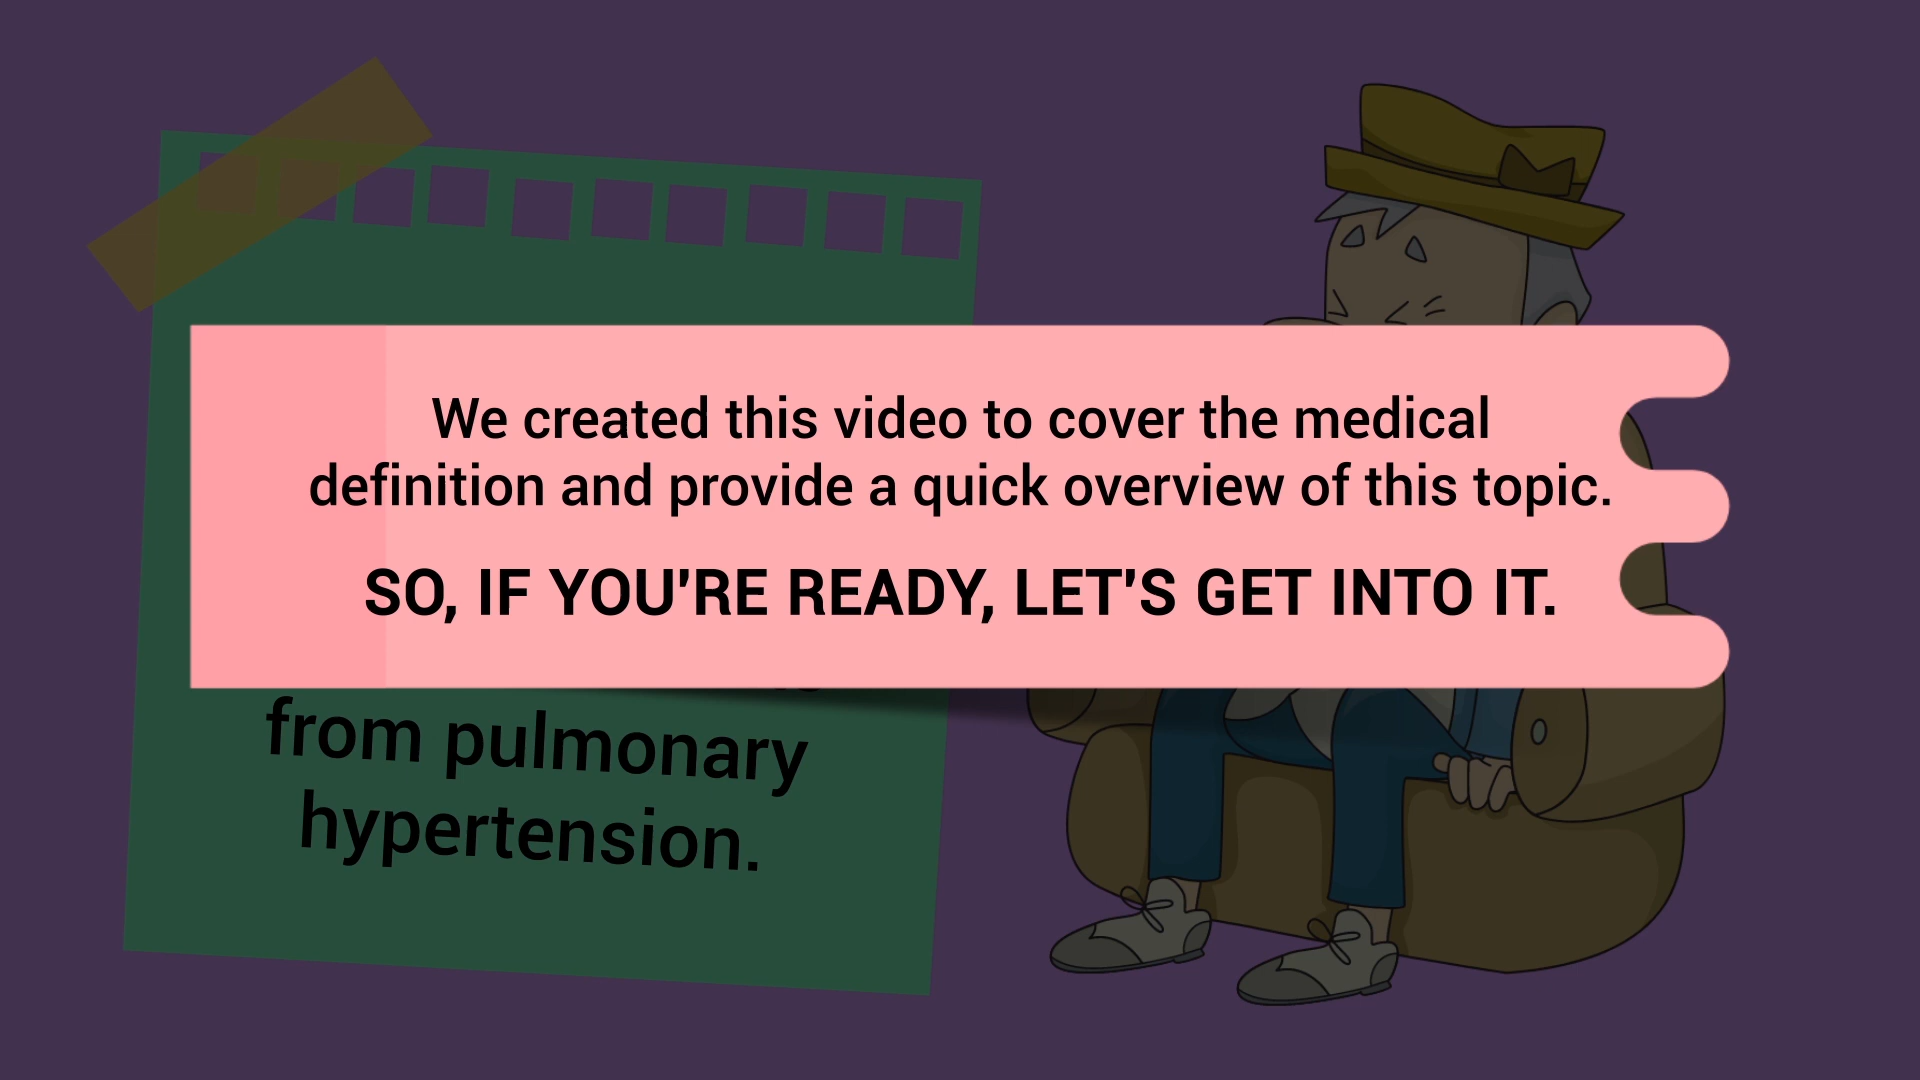 We created this video to cover the medical
definition and provide a quick overview of this topic.
SO, IF YOU'RE READY, LET'S GET INTO IT.
from pulmonary
hypertension.